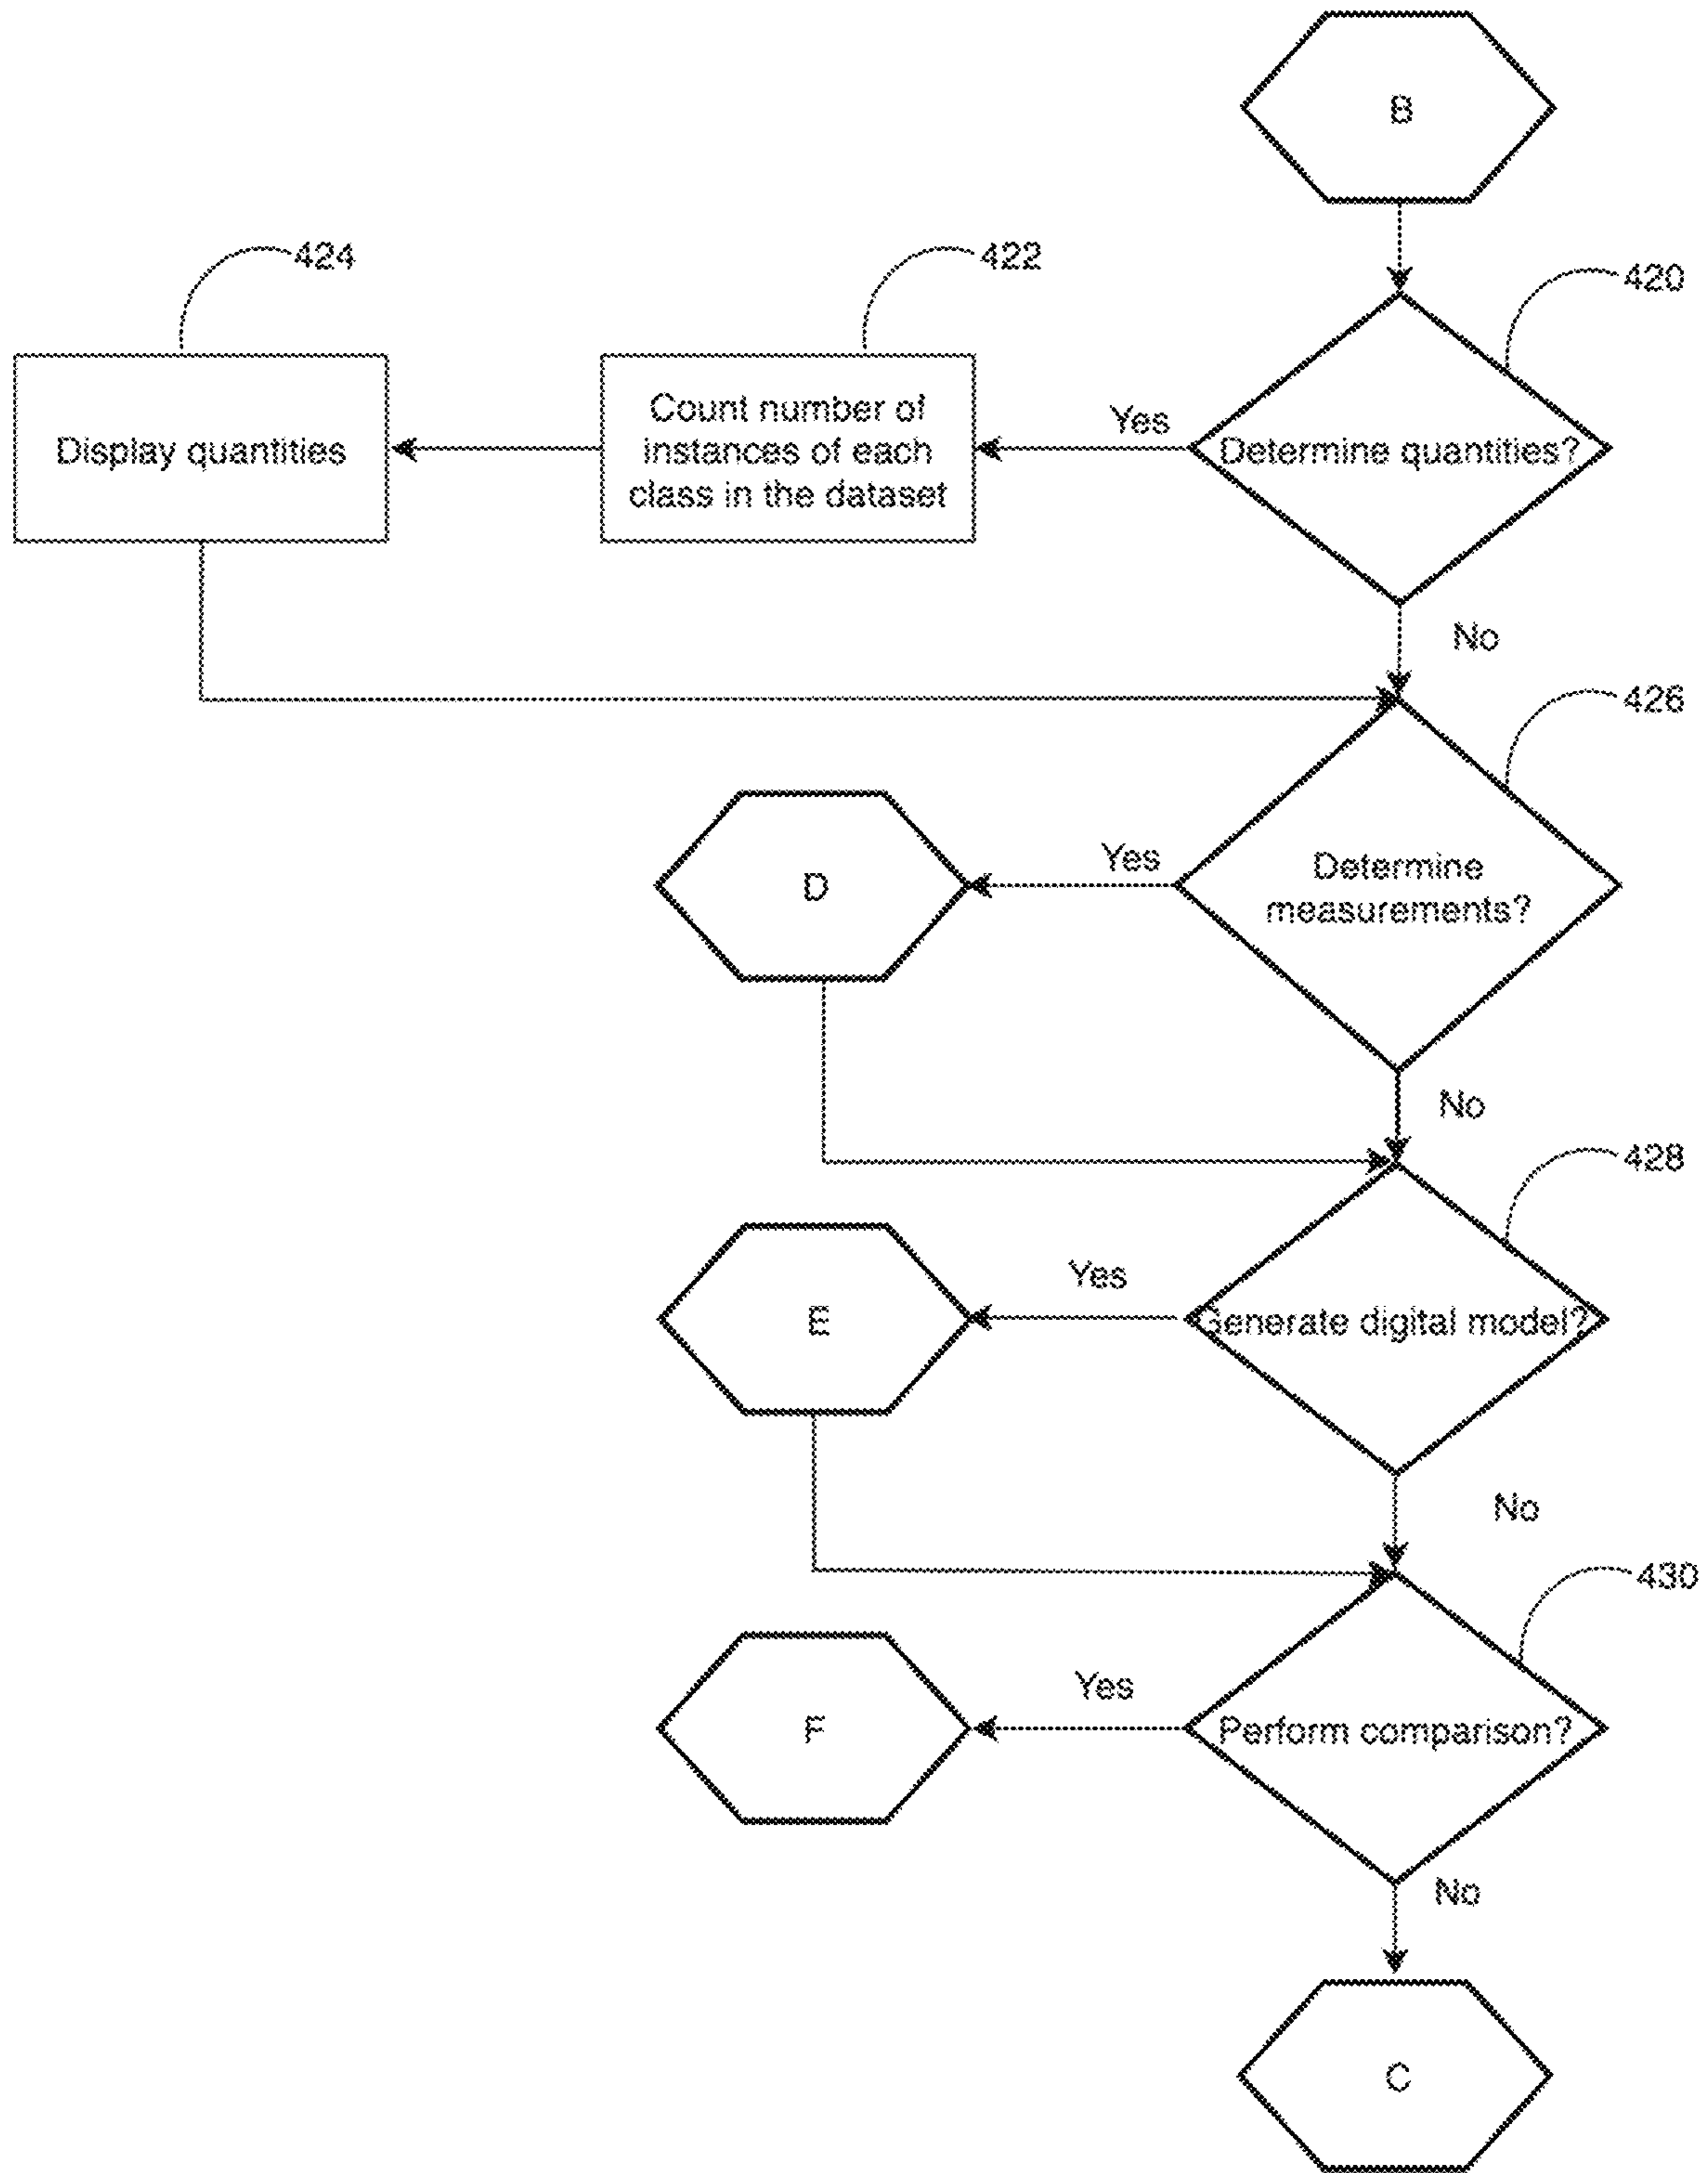 B
424
422
420
Display quantities
Count number of
instances of each
class in the dataset
Yes
Determine quantities?
No
426
D
Yes
Determine
measurements?
No
428
E
Yes
Generate digital model?
No
430
F
Yes
Perform comparison?
No
C